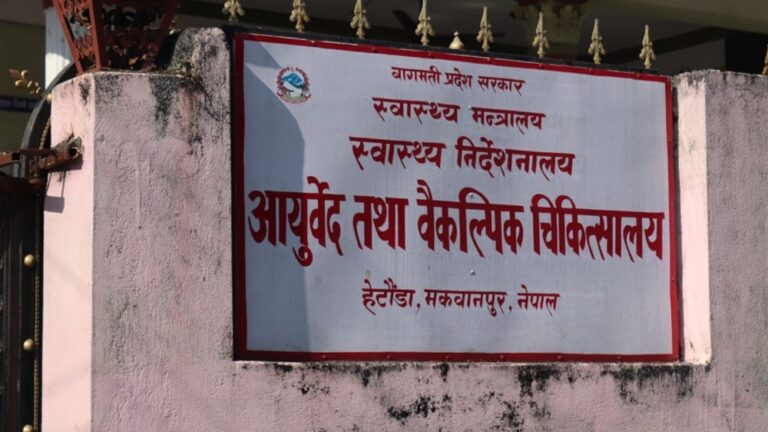 बागमती प्रदेश सरकार
स्वास्थ्य मन्त्रालय
स्वास्थ्य निर्देशनालय
आयुर्वेद तथा वैकल्पिक चिकित्सालय
हेटौंडा, मकवानपुर, नेपाल